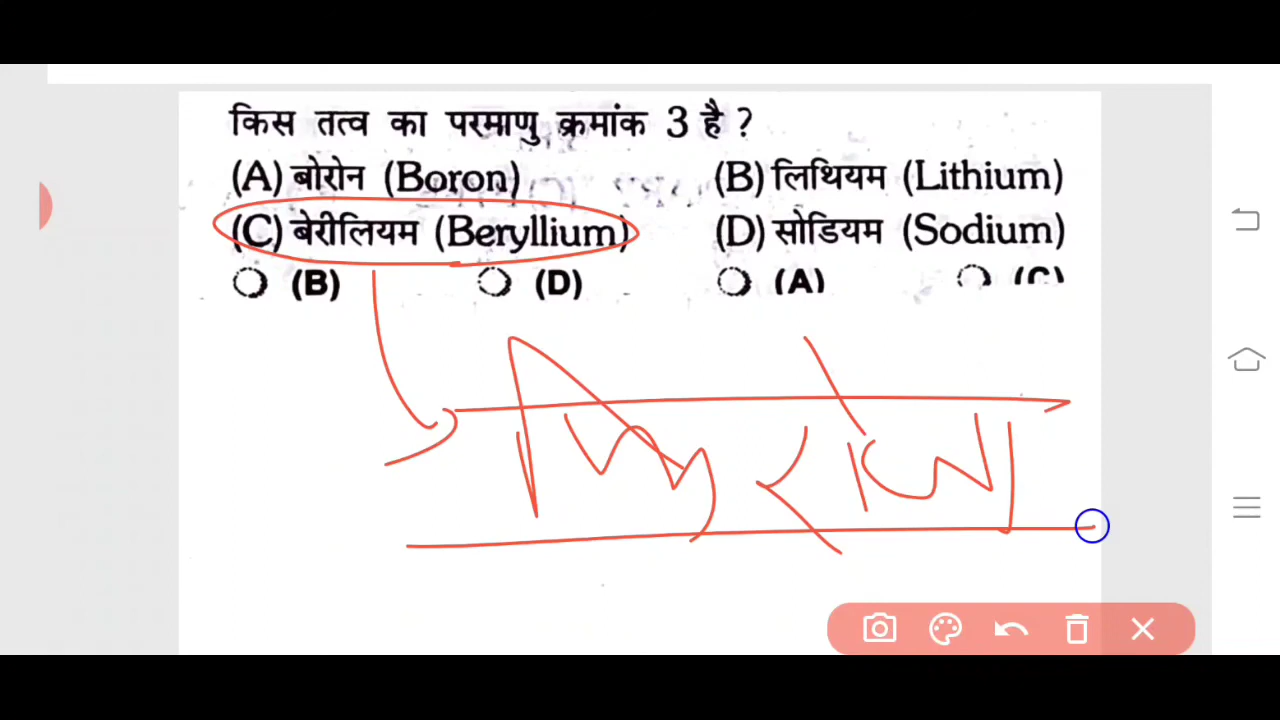 किस तत्व का परमाणु क्रमांक 3 है ?
(A) बोरोन (Boron) (B) लिथियम (Lithium)
(C) बेरीलियम (Beryllium) (D) सोडियम (Sodium)
(B) (D) (A) (C)